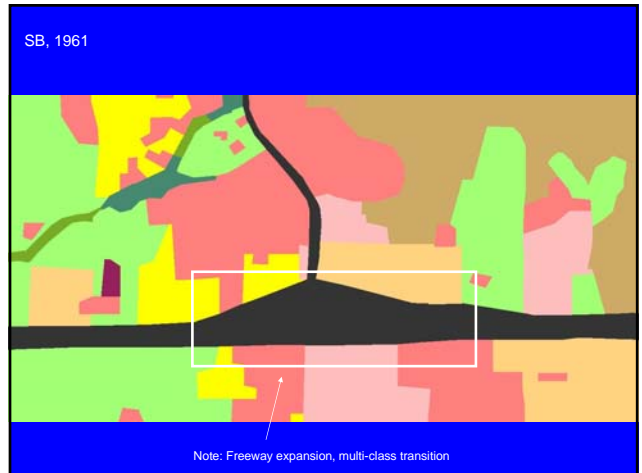 SB, 1961
Note: Freeway expansion, multi-class transition